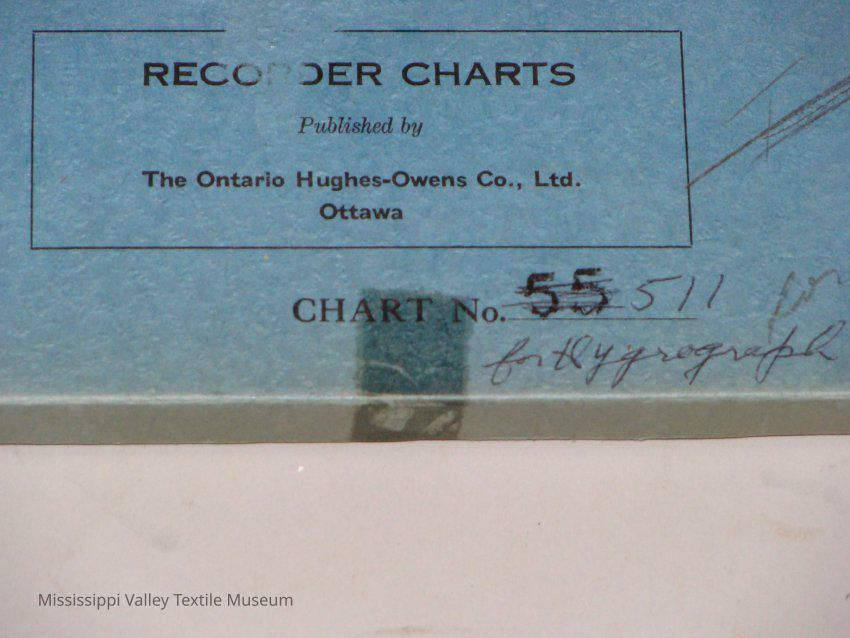 RECORDER CHARTS
Published by
The Ontario Hughes-Owens Co., Ltd.
Ottawa
CHART No. 55 511
for Hygrograph
Mississippi Valley Textile Museum